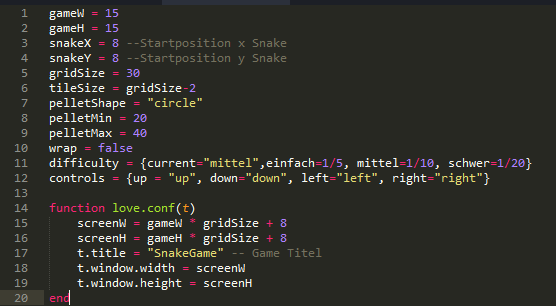 1 gameW = 15
2 gameH = 15
3 snakeX = 8 --Startposition x Snake
4 snakeY = 8 --Startposition y Snake
5 gridSize = 30
6 tileSize = gridSize-2
7 pelletShape = "circle"
8 pelletMin = 20
9 pelletMax = 40
10 wrap = false
11 difficulty = {current="mittel",einfach=1/5, mittel=1/10, schwer=1/20}
12 controls = {up = "up", down="down", left="left", right="right"}
13
14 function love.conf(t)
15     screenW = gameW * gridSize + 8
16     screenH = gameH * gridSize + 8
17     t.title = "SnakeGame" -- Game Titel
18     t.window.width = screenW
19     t.window.height = screenH
20 end